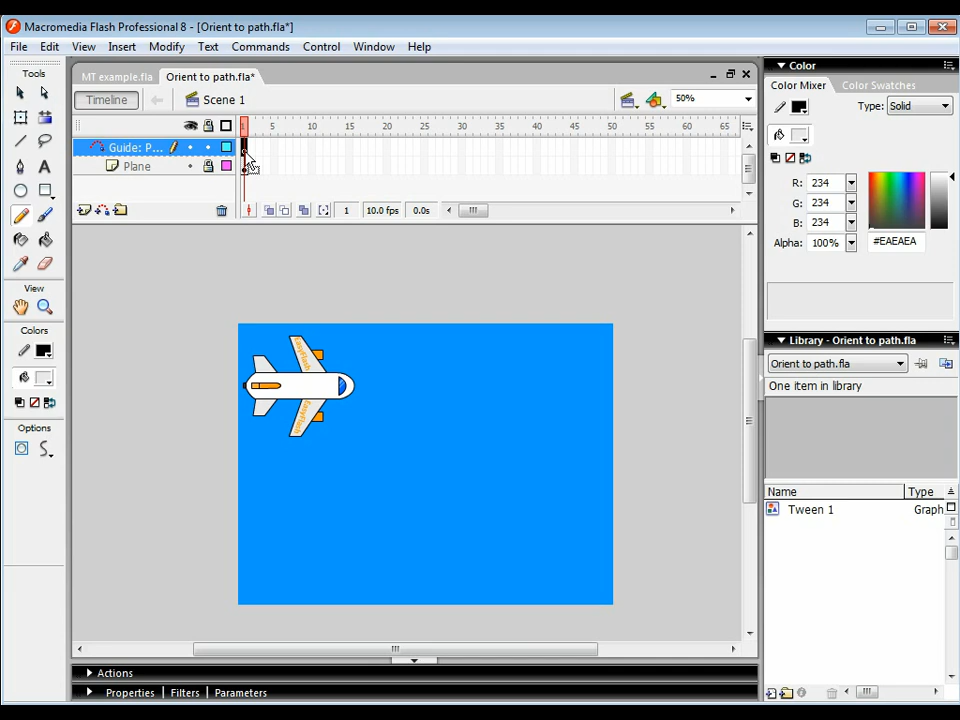 Macromedia Flash Professional 8 - [Orient to path.fla*]
File Edit View Insert Modify Text Commands Control Window Help
Tools
View
Colors
Options
MT example.fla Orient to path.fla*
Timeline Scene 1 50%
1 5 10 15 20 25 30 35 40 45 50 55 60 65
Guide: P...
Plane
1 10.0 fps 0.0s
EasyFlash
EasyFlash
Actions
Properties Filters Parameters
Color
Color Mixer Color Swatches
Type: Solid
R: 234
G: 234
B: 234
Alpha: 100% #EAEAEA
Library - Orient to path.fla
Orient to path.fla
One item in library
Name Type
Tween 1 Graph